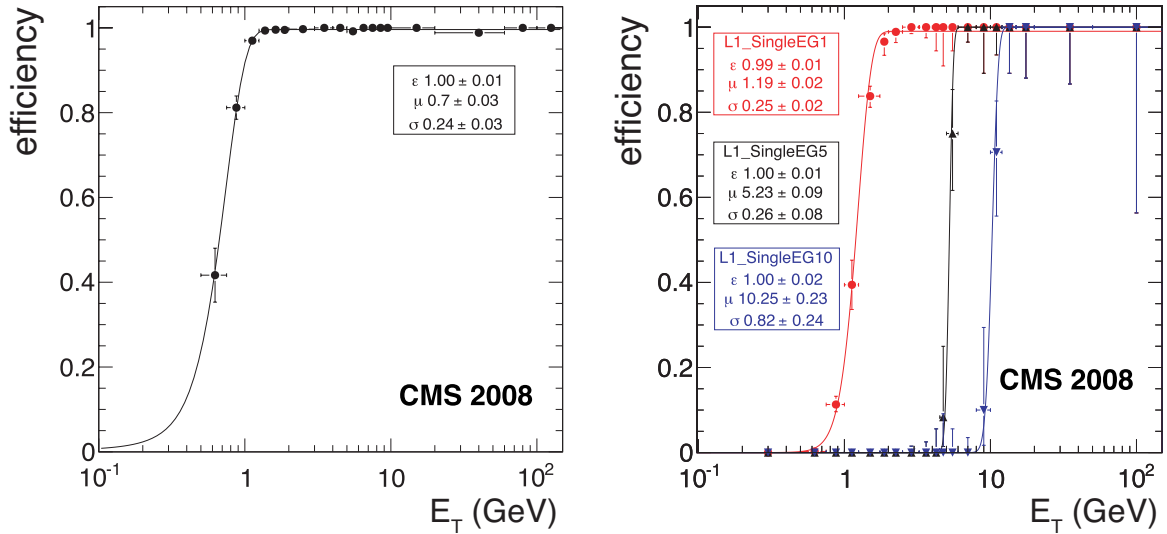 efficiency
1
0.8
0.6
0.4
0.2
0
ε 1.00 ± 0.01
μ 0.7 ± 0.03
σ 0.24 ± 0.03
CMS 2008
10⁻¹ 1 10 10²
E_T (GeV)
efficiency
1
0.8
0.6
0.4
0.2
0
L1_SingleEG1
ε 0.99 ± 0.01
μ 1.19 ± 0.02
σ 0.25 ± 0.02
L1_SingleEG5
ε 1.00 ± 0.01
μ 5.23 ± 0.09
σ 0.26 ± 0.08
L1_SingleEG10
ε 1.00 ± 0.02
μ 10.25 ± 0.23
σ 0.82 ± 0.24
CMS 2008
10⁻¹ 1 10 10²
E_T (GeV)